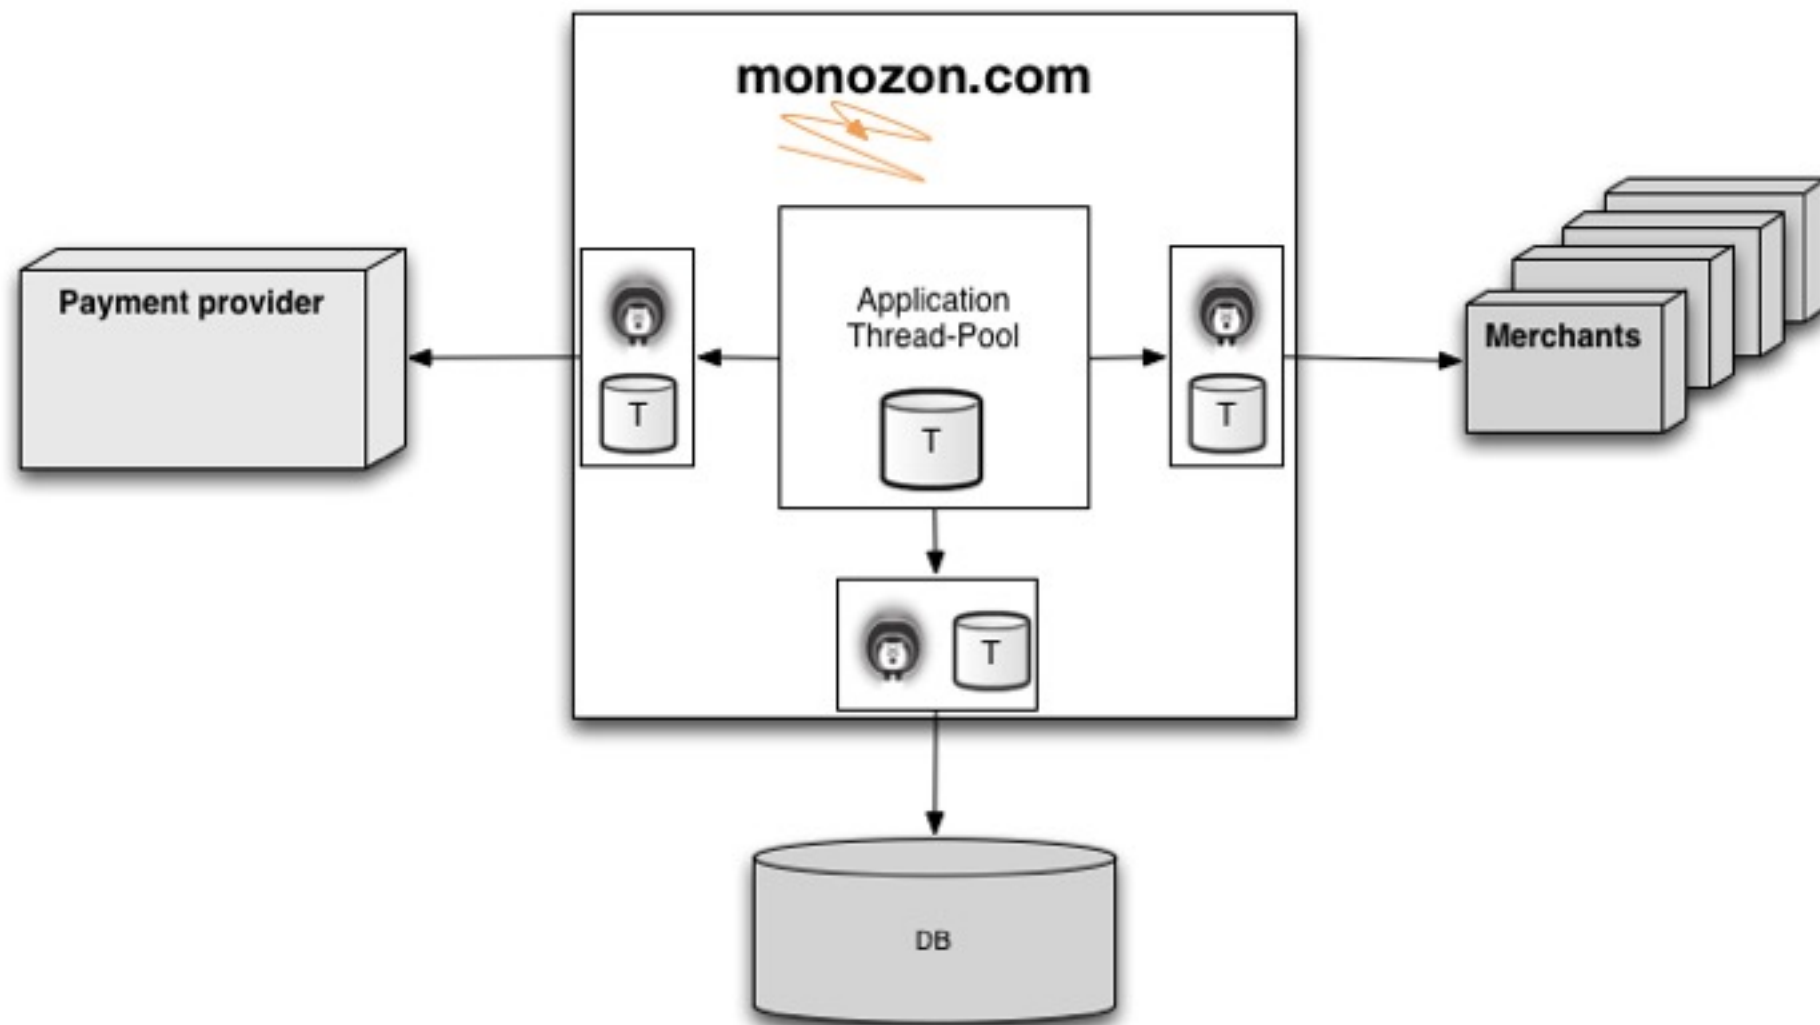 monozon.com
Payment provider
Application
Thread-Pool
T
T
T
Merchants
T
DB